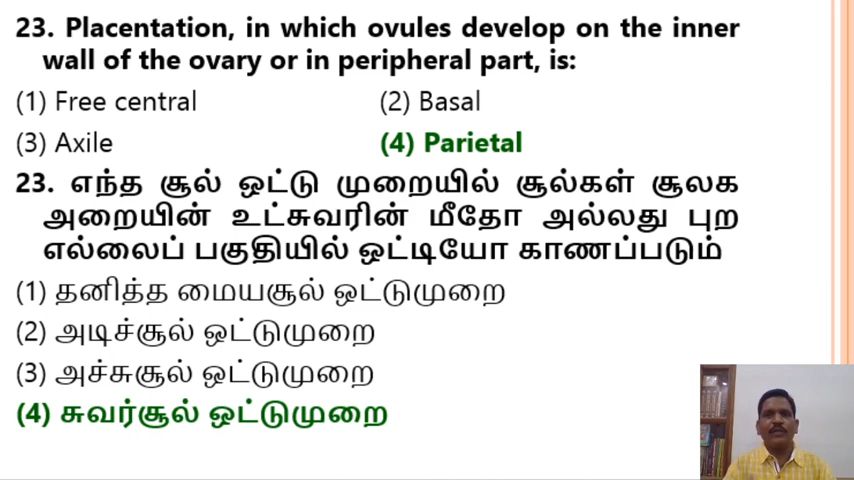 23. Placentation, in which ovules develop on the inner
wall of the ovary or in peripheral part, is:
(1) Free central (2) Basal
(3) Axile (4) Parietal
23. எந்த சூல் ஒட்டு முறையில் சூல்கள் சூலக
அறையின் உட்சுவரின் மீதோ அல்லது புற
எல்லைப் பகுதியில் ஒட்டியோ காணப்படும்
(1) தனித்த மையசூல் ஒட்டுமுறை
(2) அடிச்சூல் ஒட்டுமுறை
(3) அச்சுசூல் ஒட்டுமுறை
(4) சுவர்சூல் ஒட்டுமுறை